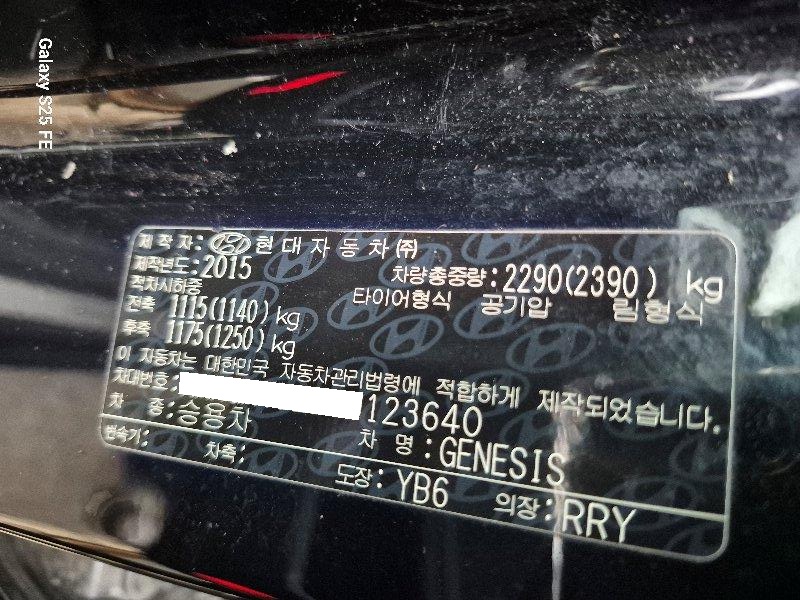 Galaxy S25 FE
제작자: 현대자동차㈜
제작년도: 2015 차량총중량: 2290(2390) kg
적차시하중 타이어형식 공기압 림형식
전축 1115(1140) kg
후축 1175(1250) kg
이 자동차는 대한민국 자동차관리법령에 적합하게 제작되었습니다.
차대번호: 123640
차 종: 승용차 차 명: GENESIS
변속기: 차축: 도장: YB6 의장: RRY